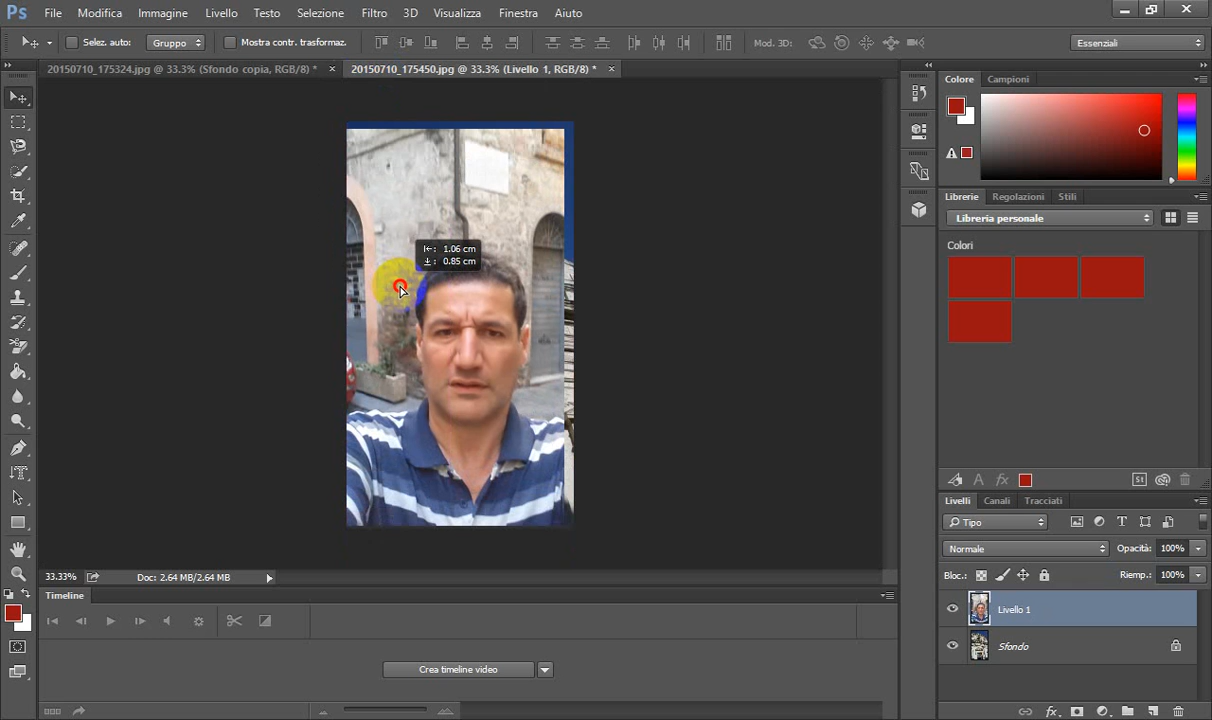 Ps File Modifica Immagine Livello Testo Selezione Filtro 3D Visualizza Finestra Aiuto
Selez. auto: Gruppo Mostra contr. trasformaz. Mod. 3D: Essenziali
20150710_175324.jpg @ 33.3% (Sfondo copia, RGB/8) * × 20150710_175450.jpg @ 33.3% (Livello 1, RGB/8) * ×
Colore Campioni
Librerie Regolazioni Stili
Libreria personale
Colori
1.06 cm
0.85 cm
St
Livelli Canali Tracciati
Tipo
Normale Opacità: 100%
Bloc.: Riemp.: 100%
Livello 1
Sfondo
33.33% Doc: 2.64 MB/2.64 MB
Timeline
Crea timeline video